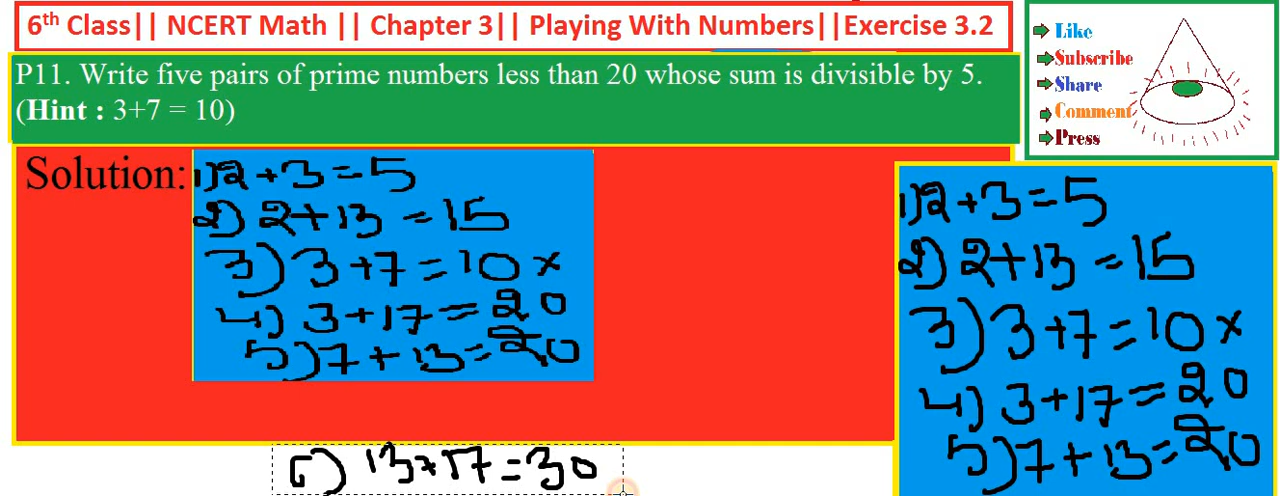 6th Class|| NCERT Math || Chapter 3|| Playing With Numbers||Exercise 3.2
P11. Write five pairs of prime numbers less than 20 whose sum is divisible by 5.
(Hint : 3+7 = 10)
Like
Subscribe
Share
Comment
Press
Solution:
1)2+3=5
2) 2+13 =15
3) 3+7=10 x
4) 3+17=20
5) 7+13=20
6) 13+17=30
1)2+3=5
2) 2+13 =15
3) 3+7=10 x
4) 3+17=20
5) 7+13=20